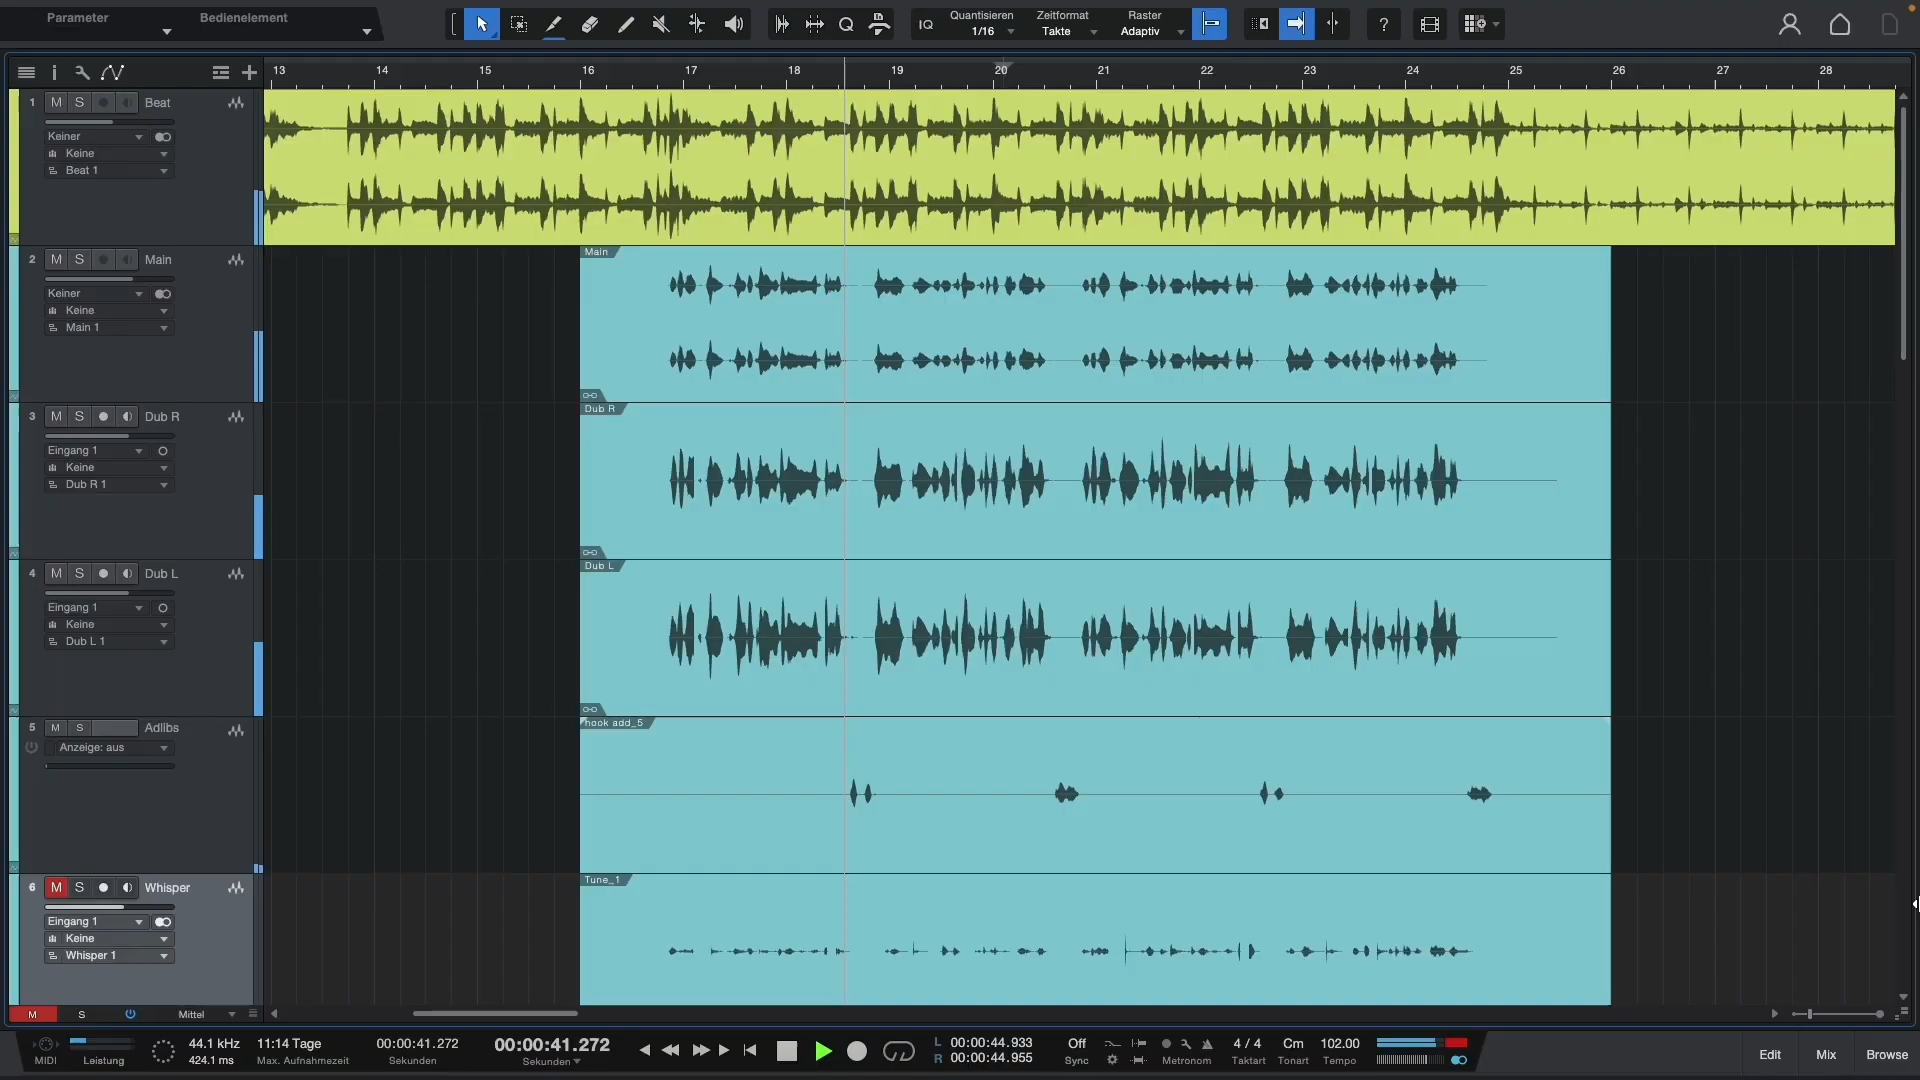 Parameter
Bedienelement
IQ
Quantisieren
1/16
Zeitformat
Takte
Raster
Adaptiv
?
13 14 15 16 17 18 19 20 21 22 23 24 25 26 27 28
1 M S Beat
Keiner
Keine
Beat 1
2 M S Main
Keiner
Keine
Main 1
Main
3 M S Dub R
Eingang 1
Keine
Dub R 1
Dub R
4 M S Dub L
Eingang 1
Keine
Dub L 1
Dub L
5 M S Adlibs
Anzeige: aus
hook add_5
6 M S Whisper
Eingang 1
Keine
Whisper 1
Tune_1
M S Mittel
MIDI
Leistung
44.1 kHz
424.1 ms
11:14 Tage
Max. Aufnahmezeit
00:00:41.272
Sekunden
00:00:41.272
Sekunden
L 00:00:44.933
R 00:00:44.955
Off
Sync
Metronom
4 / 4
Taktart
Cm
Tonart
102.00
Tempo
Edit
Mix
Browse